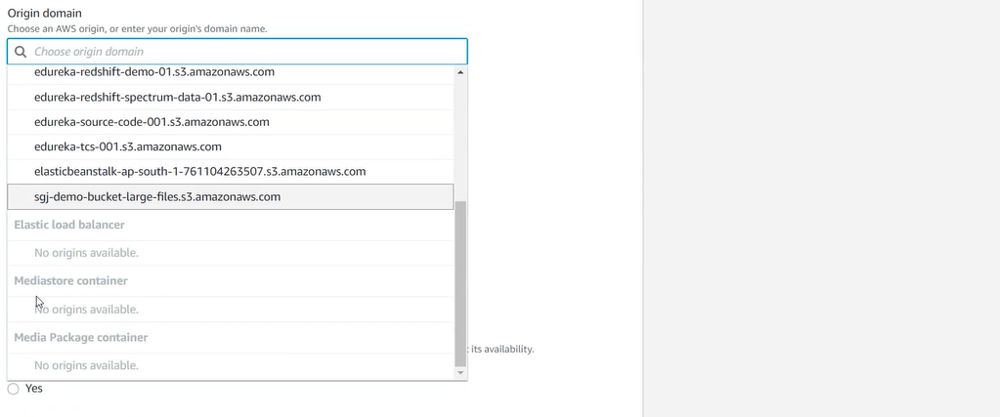 Origin domain
Choose an AWS origin, or enter your origin's domain name.
Choose origin domain
edureka-redshift-demo-01.s3.amazonaws.com
edureka-redshift-spectrum-data-01.s3.amazonaws.com
edureka-source-code-001.s3.amazonaws.com
edureka-tcs-001.s3.amazonaws.com
elasticbeanstalk-ap-south-1-761104263507.s3.amazonaws.com
sgj-demo-bucket-large-files.s3.amazonaws.com
Elastic load balancer
No origins available.
Mediastore container
No origins available.
Media Package container
its availability.
No origins available.
Yes